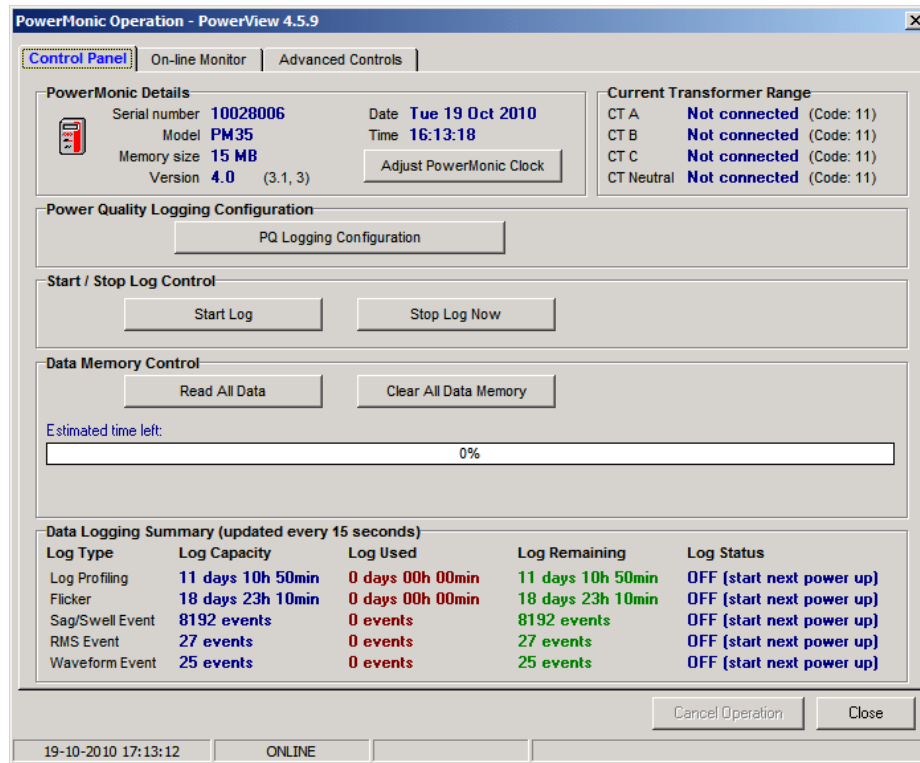 PowerMonic Operation - PowerView 4.5.9
Control Panel On-line Monitor Advanced Controls
PowerMonic Details
Serial number 10028006 Date Tue 19 Oct 2010
Model PM35 Time 16:13:18
Memory size 15 MB
Adjust PowerMonic Clock
Version 4.0 (3.1, 3)
Current Transformer Range
CT A Not connected (Code: 11)
CT B Not connected (Code: 11)
CT C Not connected (Code: 11)
CT Neutral Not connected (Code: 11)
Power Quality Logging Configuration
PQ Logging Configuration
Start / Stop Log Control
Start Log Stop Log Now
Data Memory Control
Read All Data Clear All Data Memory
Estimated time left:
0%
Data Logging Summary (updated every 15 seconds)
Log Type Log Capacity Log Used Log Remaining Log Status
Log Profiling 11 days 10h 50min 0 days 00h 00min 11 days 10h 50min OFF (start next power up)
Flicker 18 days 23h 10min 0 days 00h 00min 18 days 23h 10min OFF (start next power up)
Sag/Swell Event 8192 events 0 events 8192 events OFF (start next power up)
RMS Event 27 events 0 events 27 events OFF (start next power up)
Waveform Event 25 events 0 events 25 events OFF (start next power up)
Cancel Operation Close
19-10-2010 17:13:12 ONLINE